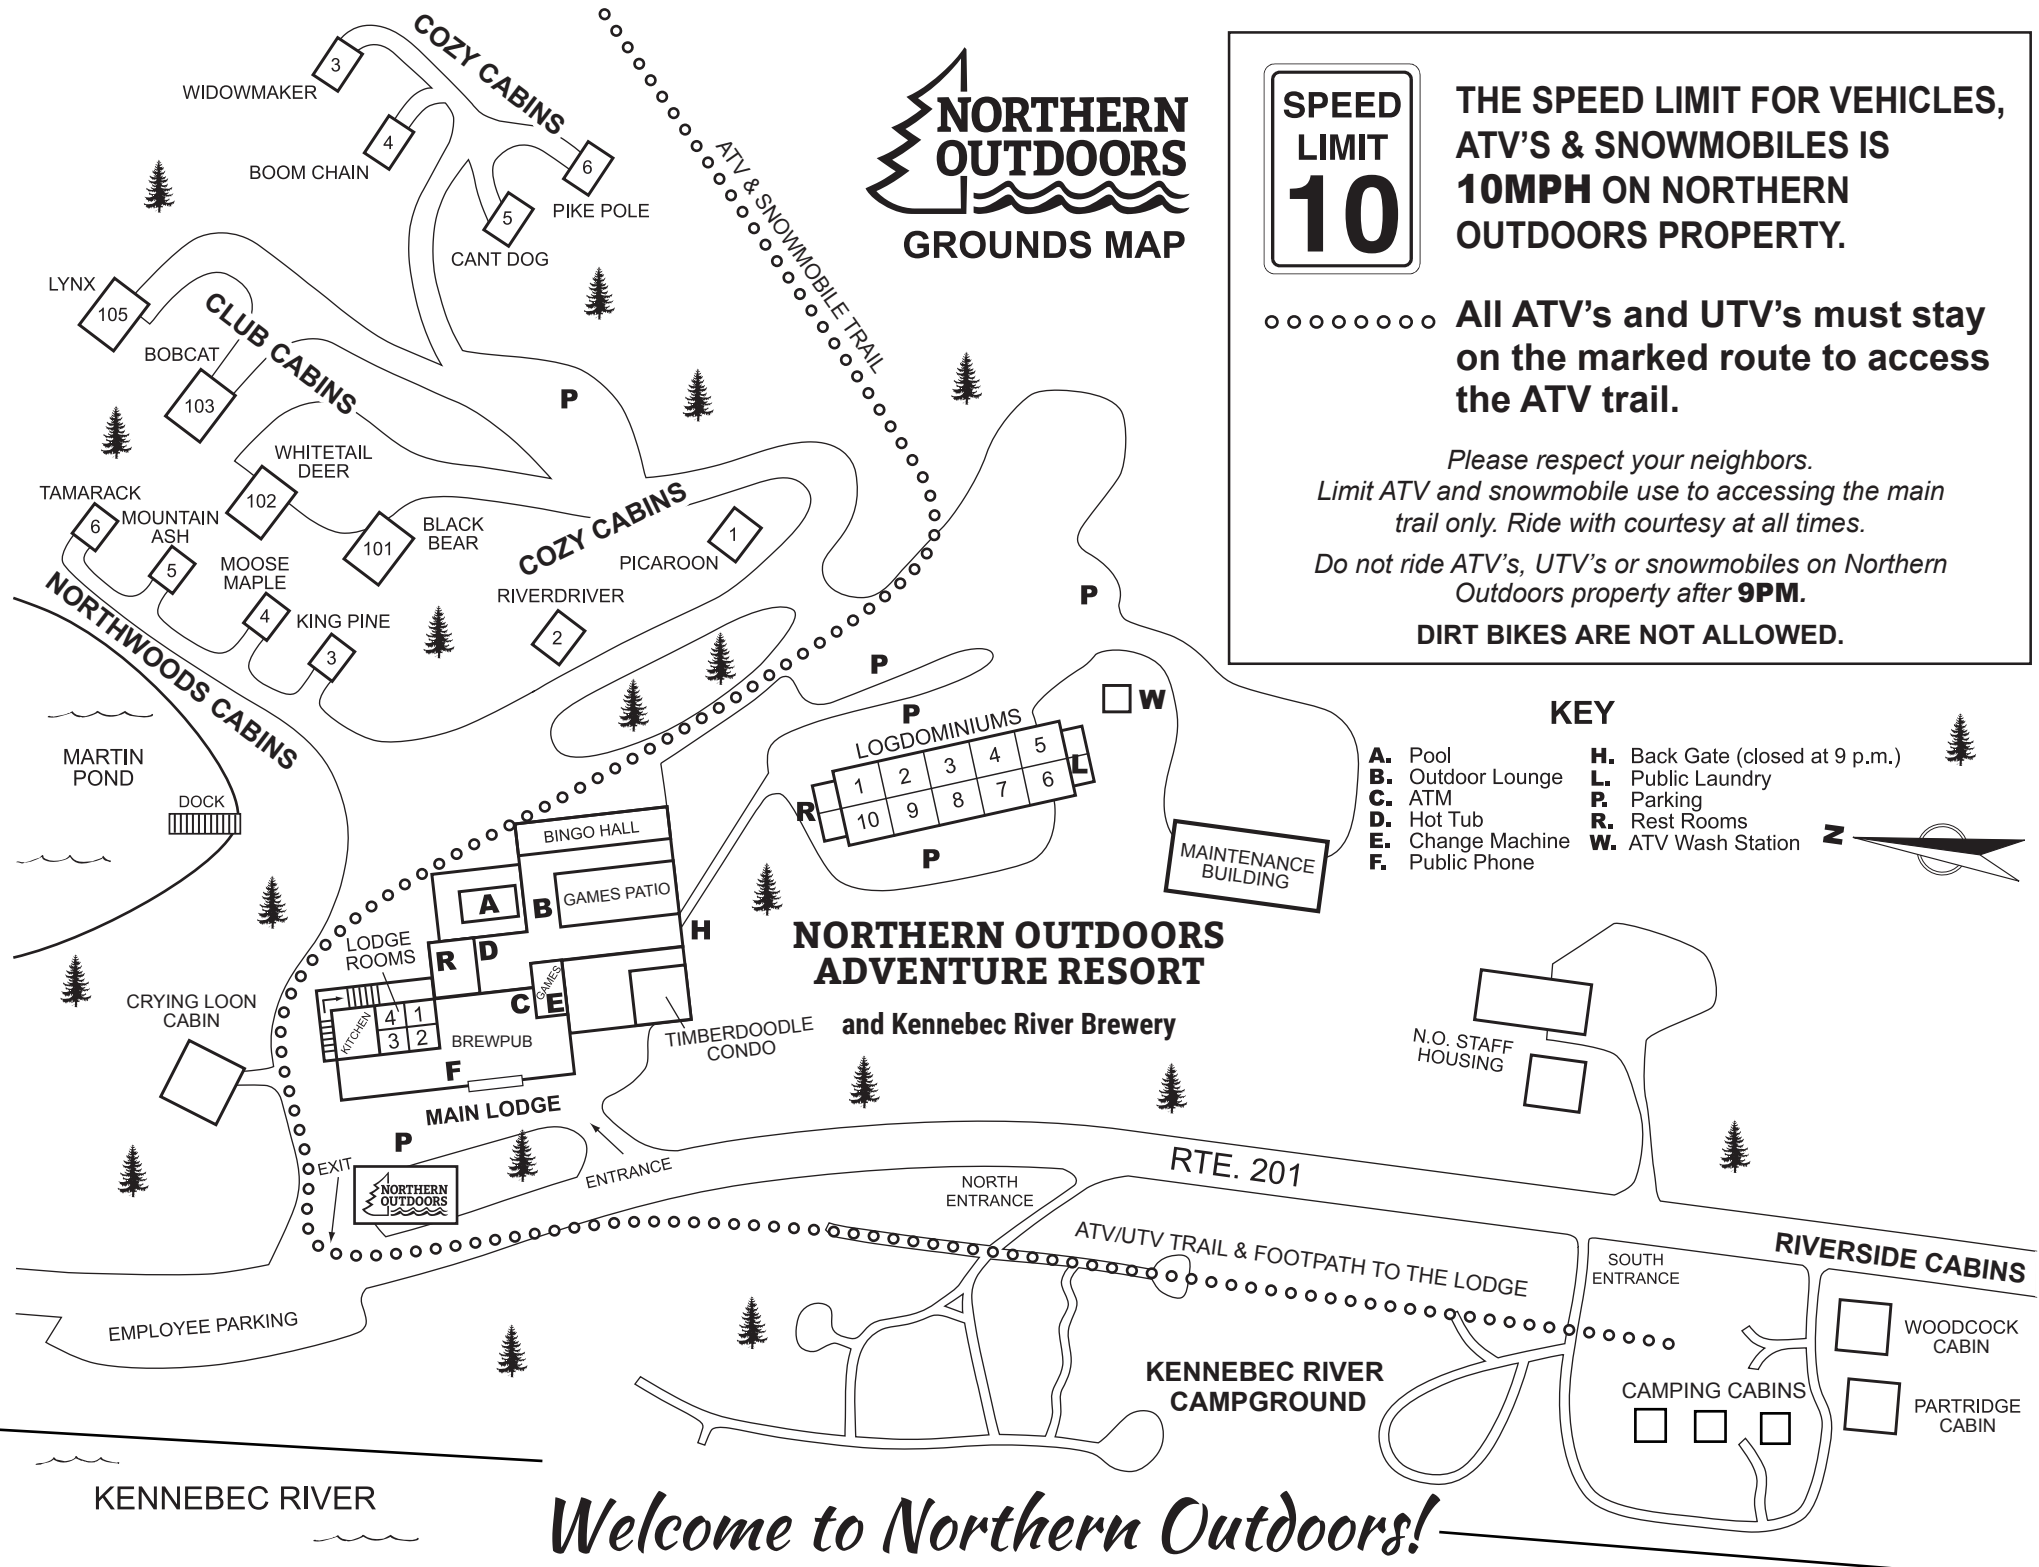 COZY CABINS
3
WIDOWMAKER
4
BOOM CHAIN
6
PIKE POLE
5
CANT DOG
ATV & SNOWMOBILE TRAIL
NORTHERN
OUTDOORS
GROUNDS MAP
SPEED
LIMIT
10
THE SPEED LIMIT FOR VEHICLES,
ATV'S & SNOWMOBILES IS
10MPH ON NORTHERN
OUTDOORS PROPERTY.
All ATV's and UTV's must stay
on the marked route to access
the ATV trail.
Please respect your neighbors.
Limit ATV and snowmobile use to accessing the main
trail only. Ride with courtesy at all times.
Do not ride ATV's, UTV's or snowmobiles on Northern
Outdoors property after 9PM.
DIRT BIKES ARE NOT ALLOWED.
LYNX
105
CLUB CABINS
BOBCAT
103
P
WHITETAIL
DEER
102
BLACK
BEAR
101
TAMARACK
6
MOUNTAIN
ASH
5
MOOSE
MAPLE
4
KING PINE
3
NORTHWOODS CABINS
COZY CABINS
PICAROON
1
RIVERDRIVER
2
P
P
P
W
LOGDOMINIUMS
1 2 3 4 5
10 9 8 7 6
L
R
P
MAINTENANCE
BUILDING
KEY
A. Pool
B. Outdoor Lounge
C. ATM
D. Hot Tub
E. Change Machine
F. Public Phone
H. Back Gate (closed at 9 p.m.)
L. Public Laundry
P. Parking
R. Rest Rooms
W. ATV Wash Station
N
MARTIN
POND
DOCK
BINGO HALL
GAMES PATIO
A
B
H
LODGE
ROOMS
R
D
C
GAMES
E
KITCHEN
4 1
3 2
BREWPUB
F
TIMBERDOODLE
CONDO
MAIN LODGE
NORTHERN OUTDOORS
ADVENTURE RESORT
and Kennebec River Brewery
CRYING LOON
CABIN
N.O. STAFF
HOUSING
P
EXIT
NORTHERN
OUTDOORS
ENTRANCE
RTE. 201
NORTH
ENTRANCE
ATV/UTV TRAIL & FOOTPATH TO THE LODGE
SOUTH
ENTRANCE
RIVERSIDE CABINS
WOODCOCK
CABIN
PARTRIDGE
CABIN
CAMPING CABINS
EMPLOYEE PARKING
KENNEBEC RIVER
CAMPGROUND
KENNEBEC RIVER
Welcome to Northern Outdoors!